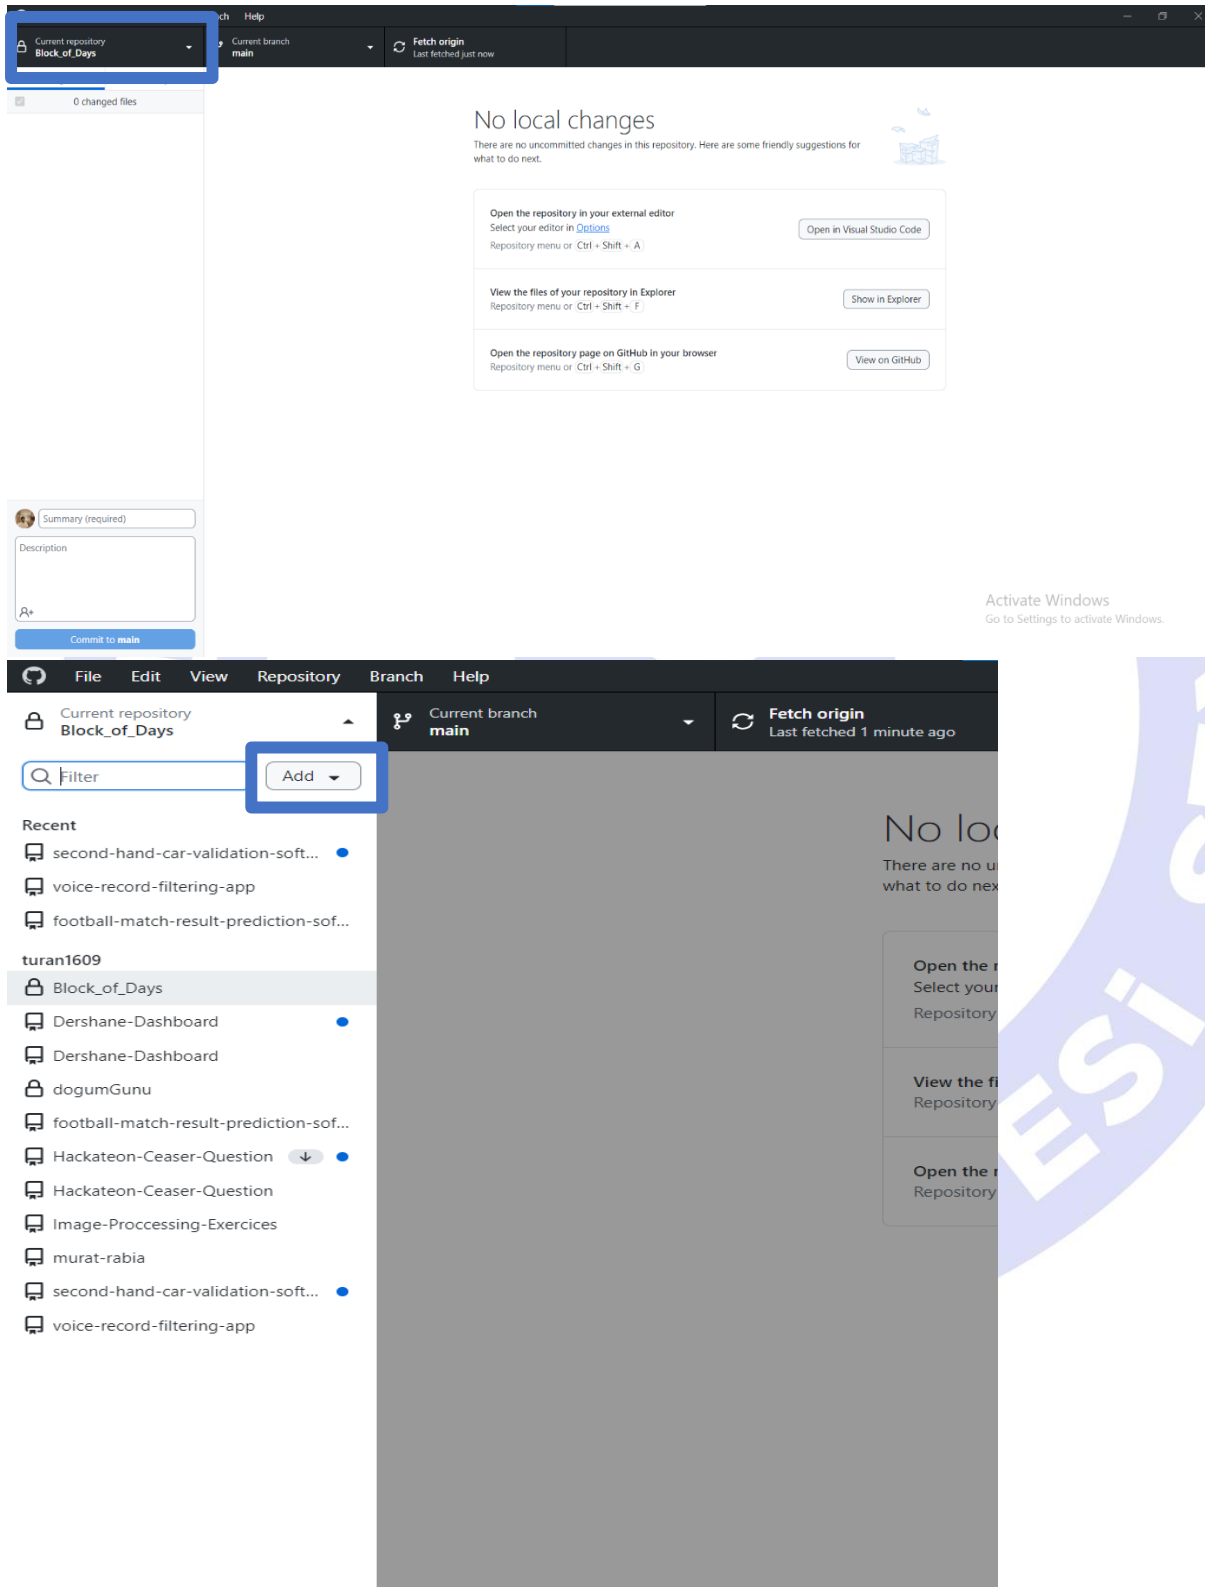 ch Help
Current repository
Block_of_Days
Current branch
main
Fetch origin
Last fetched just now
0 changed files
No local changes
There are no uncommitted changes in this repository. Here are some friendly suggestions for
what to do next.
Open the repository in your external editor
Select your editor in Options
Repository menu or Ctrl + Shift + A
Open in Visual Studio Code
View the files of your repository in Explorer
Repository menu or Ctrl + Shift + F
Show in Explorer
Open the repository page on GitHub in your browser
Repository menu or Ctrl + Shift + G
View on GitHub
Summary (required)
Description
Commit to main
Activate Windows
Go to Settings to activate Windows.
File Edit View Repository Branch Help
Current repository
Block_of_Days
Current branch
main
Fetch origin
Last fetched 1 minute ago
Filter
Add
Recent
second-hand-car-validation-soft...
voice-record-filtering-app
football-match-result-prediction-sof...
turan1609
Block_of_Days
Dershane-Dashboard
Dershane-Dashboard
dogumGunu
football-match-result-prediction-sof...
Hackateon-Ceaser-Question
Hackateon-Ceaser-Question
Image-Proccessing-Exercices
murat-rabia
second-hand-car-validation-soft...
voice-record-filtering-app
No loc
There are no u
what to do nex
Open the r
Select your
Repository
View the fi
Repository
Open the r
Repository
ESİ